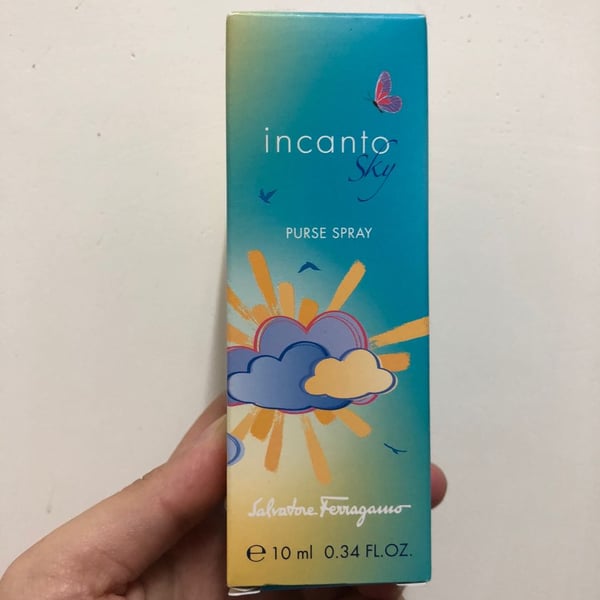 incanto
Sky
PURSE SPRAY
Salvatore Ferragamo
℮ 10 ml 0.34 FL.OZ.